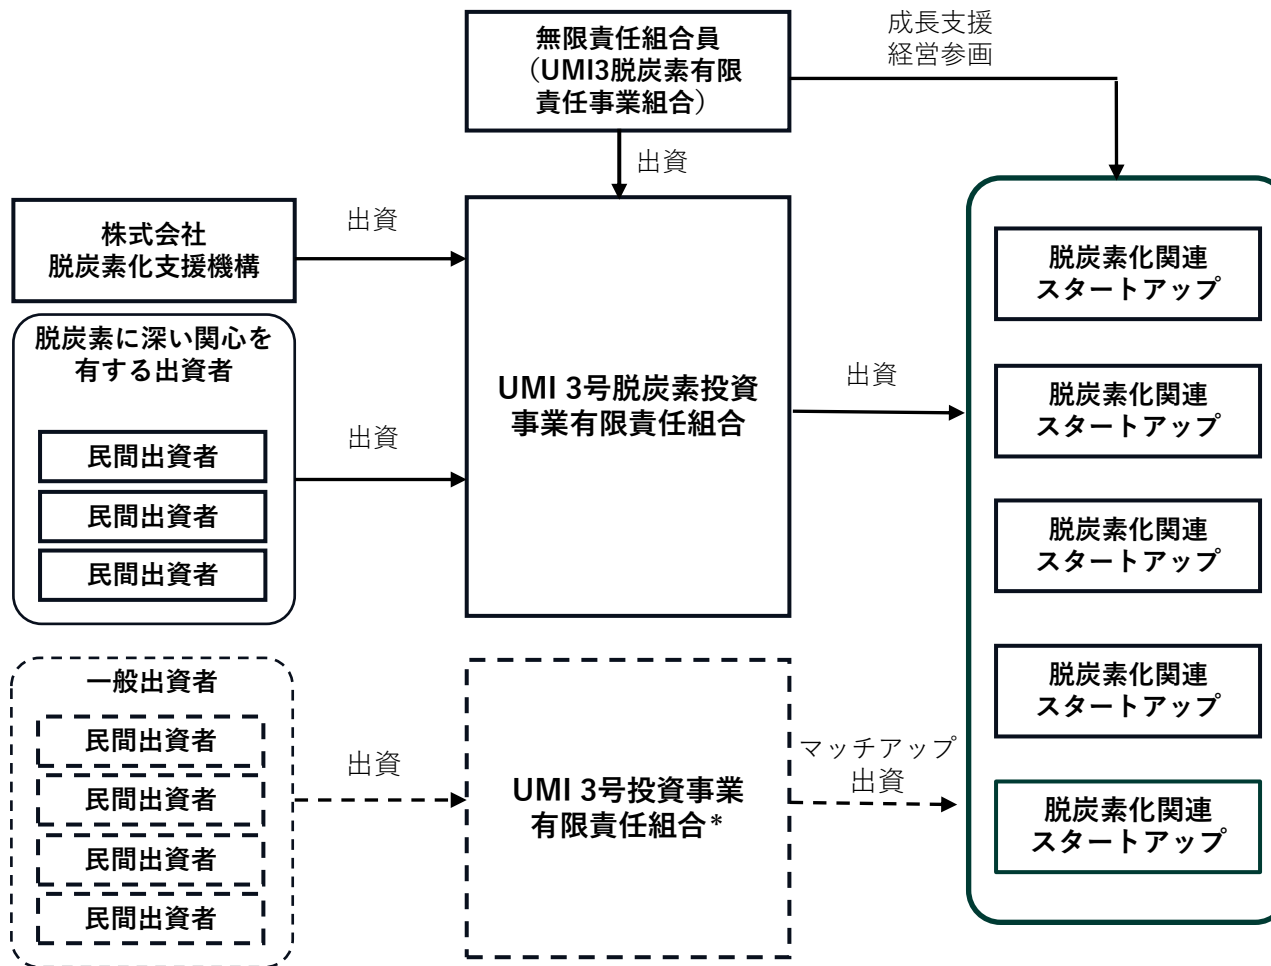 無限責任組合員
（UMI3脱炭素有限
責任事業組合）
成長支援
経営参画
出資
株式会社
脱炭素化支援機構
出資
脱炭素に深い関心を
有する出資者
民間出資者
民間出資者
民間出資者
出資
UMI 3号脱炭素投資
事業有限責任組合
出資
脱炭素化関連
スタートアップ
脱炭素化関連
スタートアップ
脱炭素化関連
スタートアップ
脱炭素化関連
スタートアップ
脱炭素化関連
スタートアップ
一般出資者
民間出資者
民間出資者
民間出資者
民間出資者
出資
UMI 3号投資事業
有限責任組合*
マッチアップ
出資